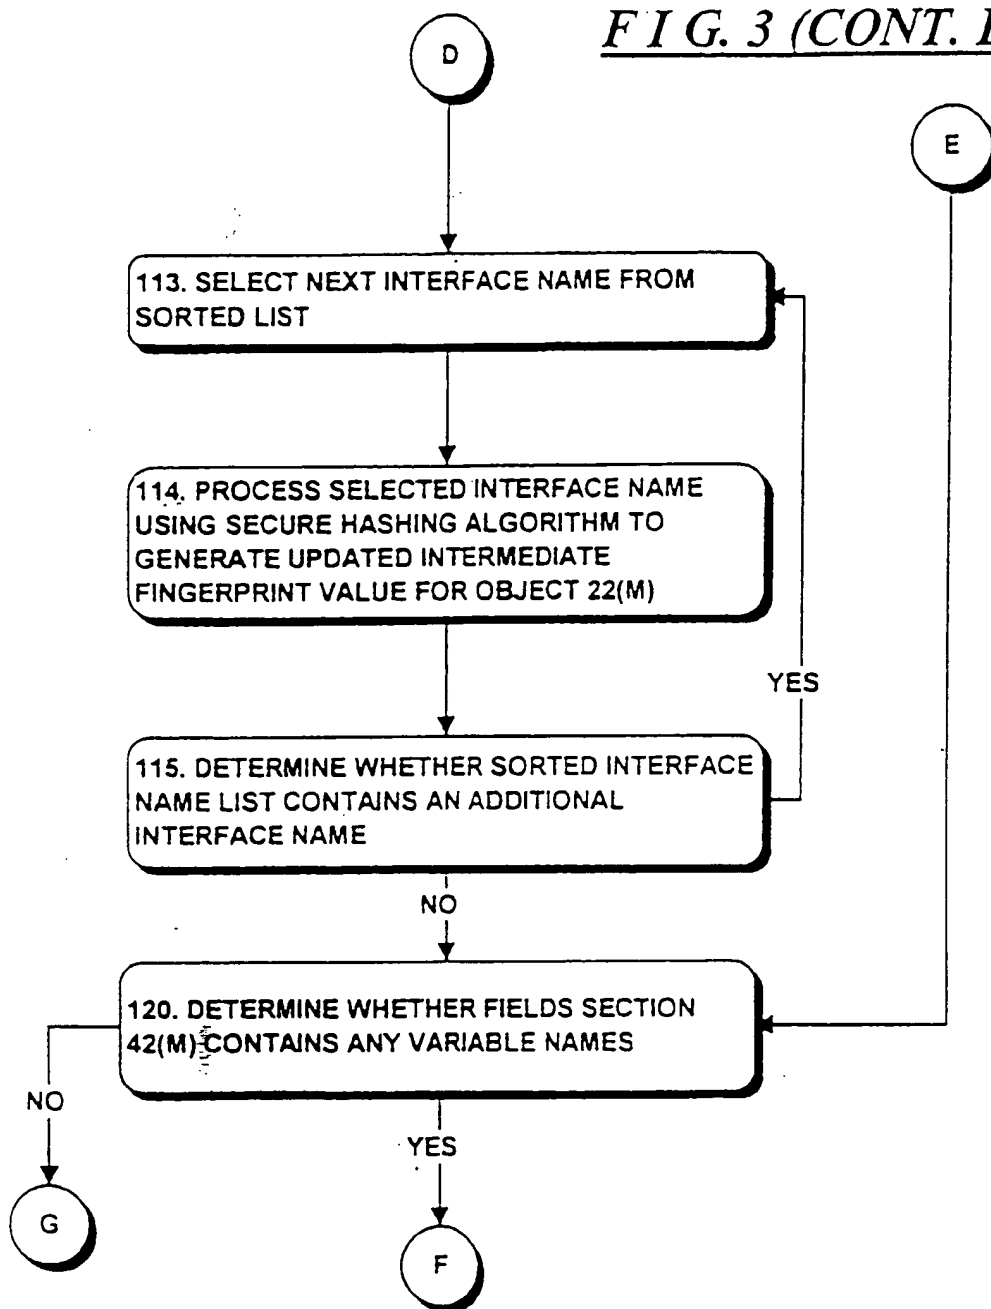 F I G. 3 (CONT.
D
E
113. SELECT NEXT INTERFACE NAME FROM
SORTED LIST
114. PROCESS SELECTED INTERFACE NAME
USING SECURE HASHING ALGORITHM TO
GENERATE UPDATED INTERMEDIATE
FINGERPRINT VALUE FOR OBJECT 22(M)
YES
115. DETERMINE WHETHER SORTED INTERFACE
NAME LIST CONTAINS AN ADDITIONAL
INTERFACE NAME
NO
120. DETERMINE WHETHER FIELDS SECTION
42(M) CONTAINS ANY VARIABLE NAMES
NO
YES
G
F